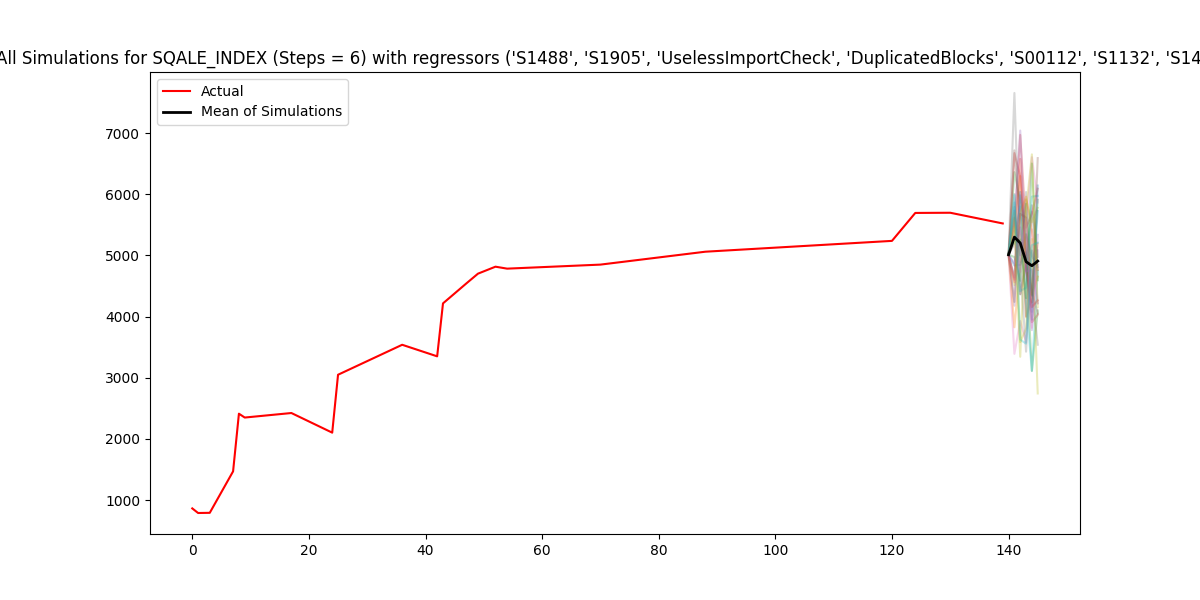 All Simulations for SQALE_INDEX (Steps = 6) with regressors ('S1488', 'S1905', 'UselessImportCheck', 'DuplicatedBlocks', 'S00112', 'S1132', 'S14
Actual
Mean of Simulations
7000
6000
5000
4000
3000
2000
1000
0 20 40 60 80 100 120 140